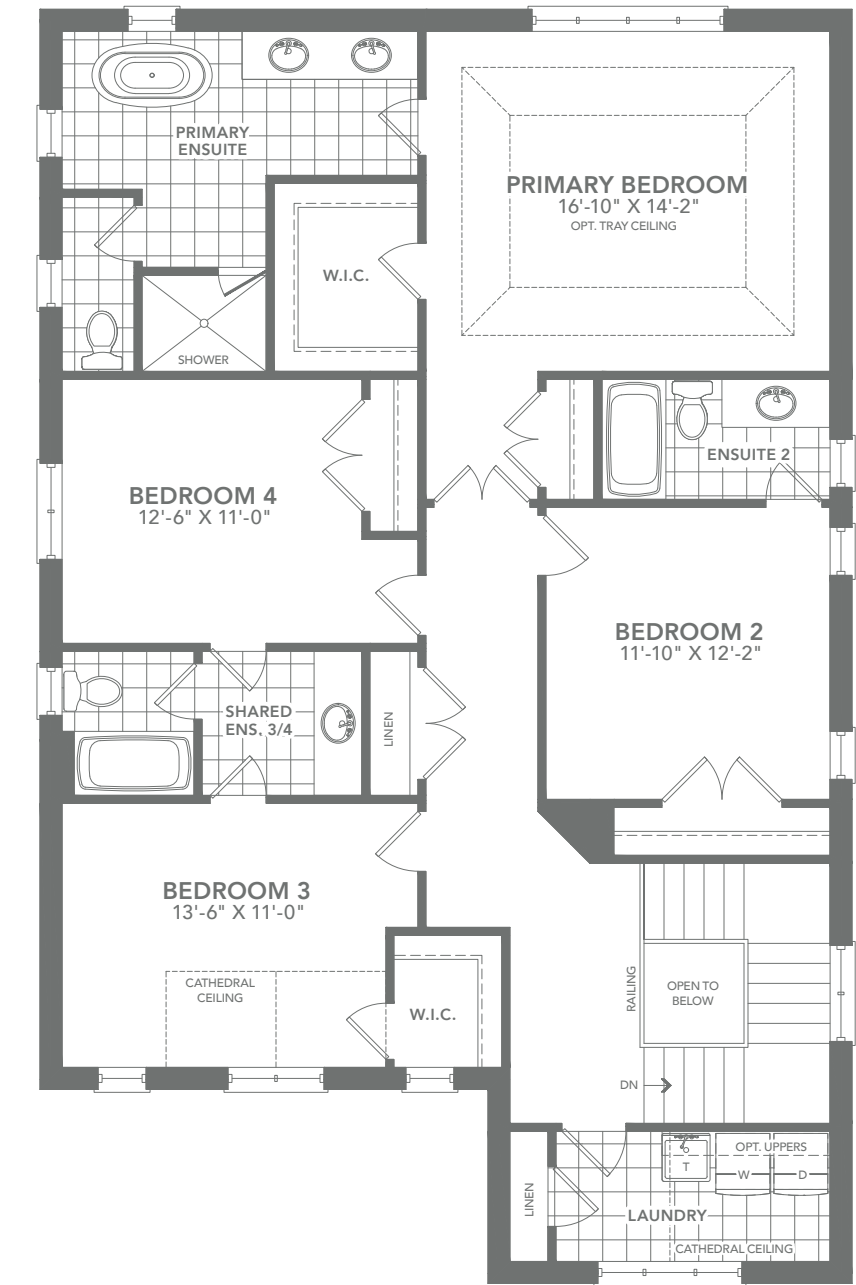 PRIMARY
ENSUITE
PRIMARY BEDROOM
16'-10" X 14'-2"
OPT. TRAY CEILING
W.I.C.
SHOWER
ENSUITE 2
BEDROOM 4
12'-6" X 11'-0"
BEDROOM 2
11'-10" X 12'-2"
SHARED
ENS, 3/4
LINEN
BEDROOM 3
13'-6" X 11'-0"
CATHEDRAL
CEILING
W.I.C.
RAILING
OPEN TO
BELOW
DN
OPT. UPPERS
T
W
D
LINEN
LAUNDRY
CATHEDRAL CEILING